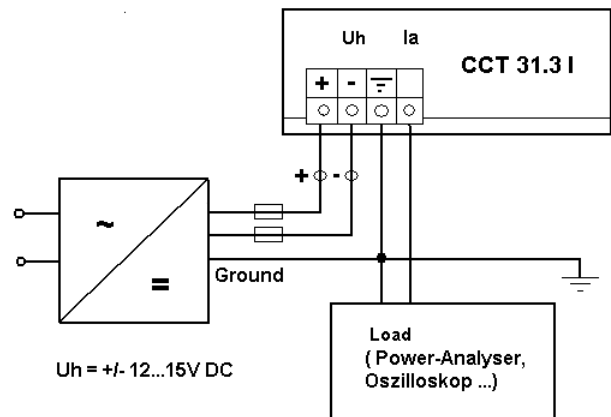 Uh Ia
CCT 31.3 I
+ -
+ -
~
=
Ground
Load
( Power-Analyser,
Oszilloskop ...)
Uh = +/- 12...15V DC